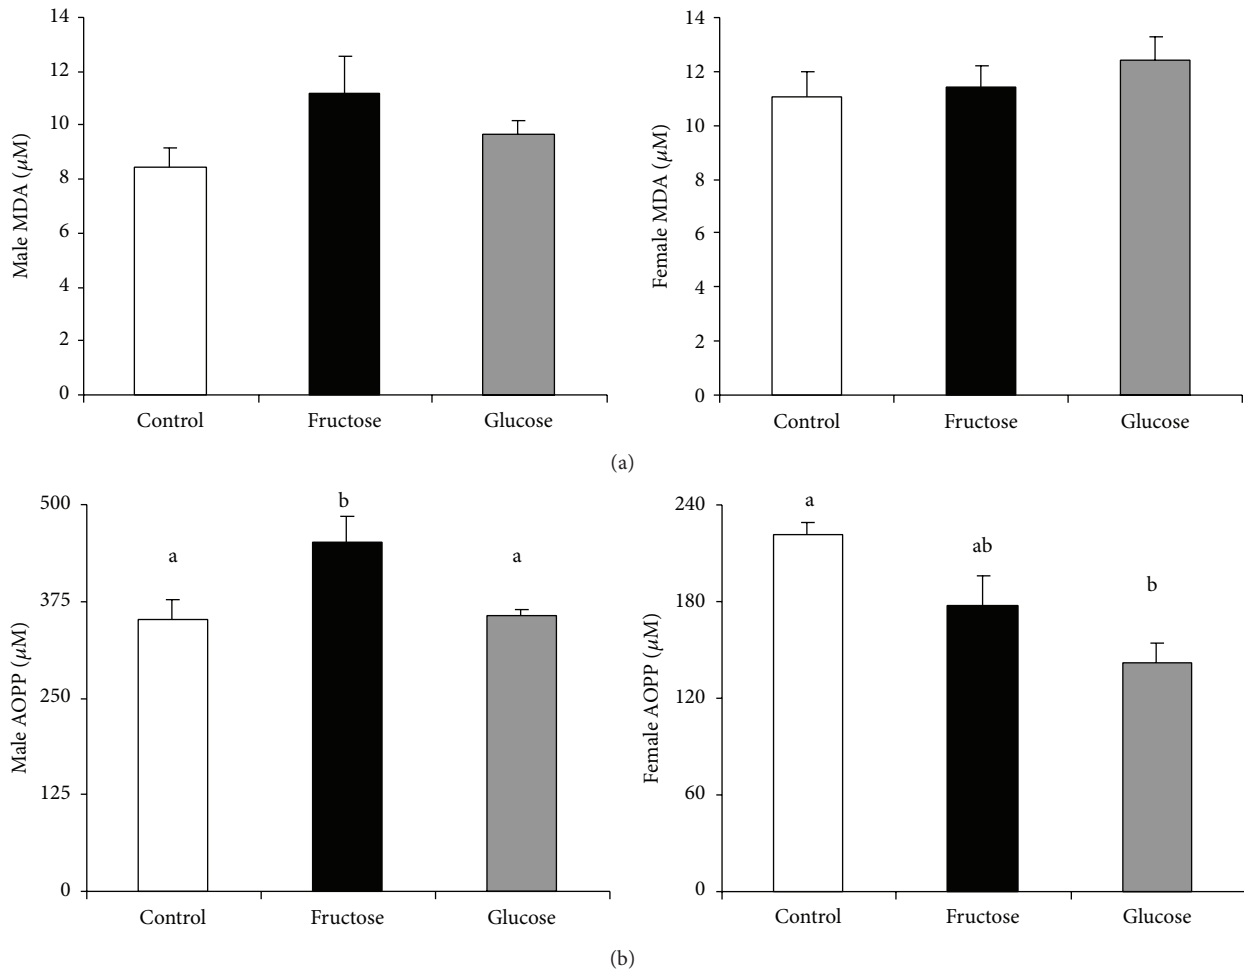 14
12
10
8
6
4
2
0
Male MDA (μM)
Control Fructose Glucose
14
12
10
8
6
4
2
0
Female MDA (μM)
Control Fructose Glucose
(a)
500
375
250
125
0
Male AOPP (μM)
a b a
Control Fructose Glucose
240
180
120
60
0
Female AOPP (μM)
a ab b
Control Fructose Glucose
(b)